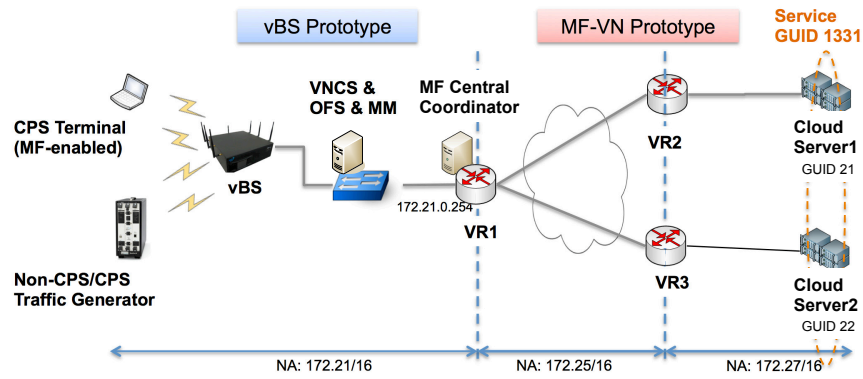 vBS Prototype
MF-VN Prototype
Service
GUID 1331
VNCS &
OFS & MM
MF Central
Coordinator
CPS Terminal
(MF-enabled)
vBS
VR2
Cloud
Server1
GUID 21
172.21.0.254
VR1
Non-CPS/CPS
Traffic Generator
VR3
Cloud
Server2
GUID 22
NA: 172.21/16
NA: 172.25/16
NA: 172.27/16